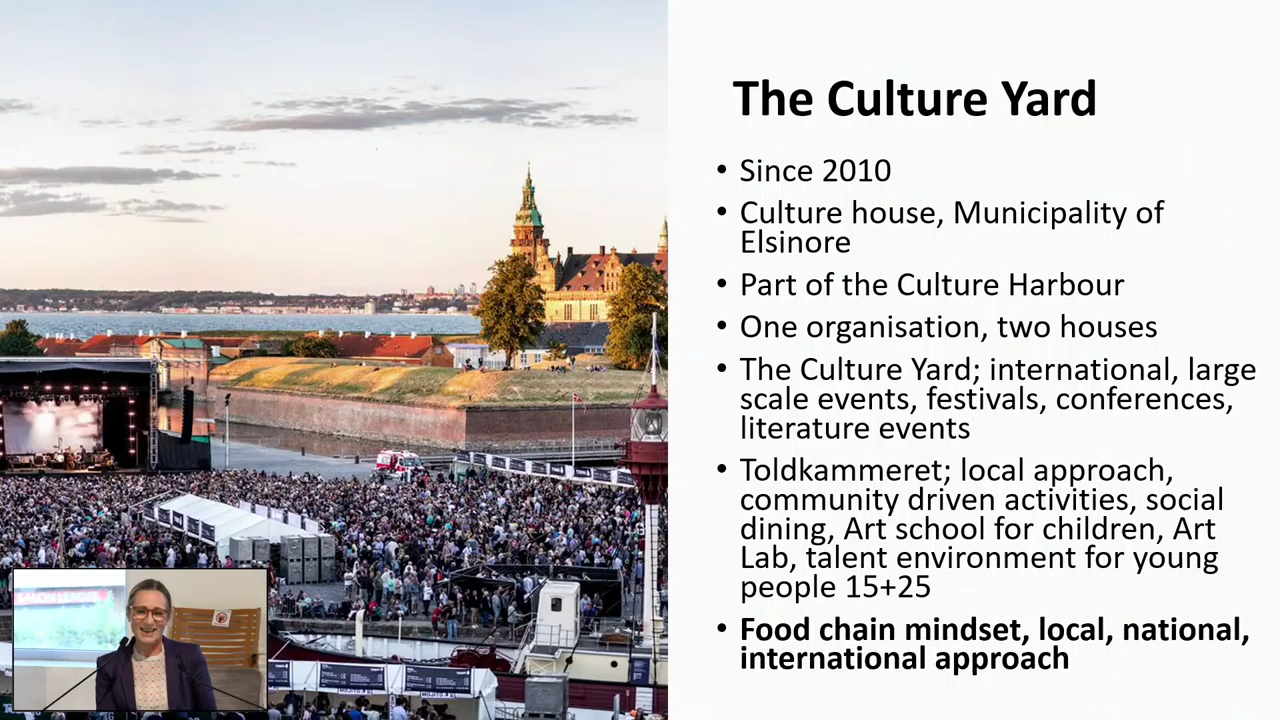 The Culture Yard
• Since 2010
• Culture house, Municipality of
Elsinore
• Part of the Culture Harbour
• One organisation, two houses
• The Culture Yard; international, large
scale events, festivals, conferences,
literature events
• Toldkammeret; local approach,
community driven activities, social
dining, Art school for children, Art
Lab, talent environment for young
people 15+25
• Food chain mindset, local, national,
international approach